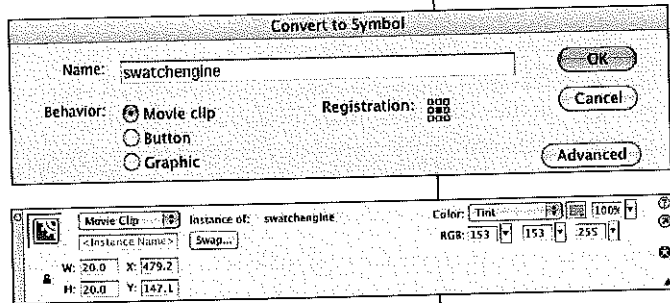 Convert to Symbol
Name: swatchengine OK
Behavior: Movie clip Registration: Cancel
Button
Graphic Advanced
Movie Clip Instance of: swatchengine Color: Tint 100%
<Instance Name> Swap... RGB: 153 153 255
W: 20.0 X: 479.2
H: 20.0 Y: 147.1